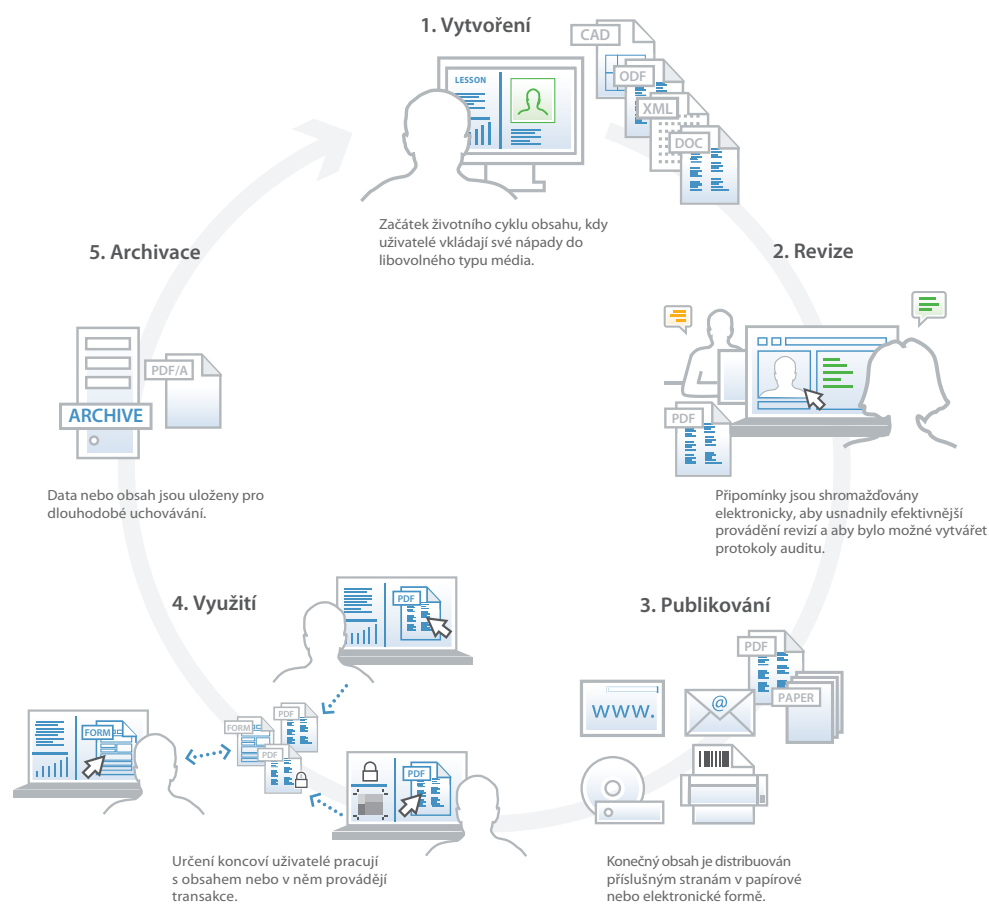 1. Vytvoření
CAD
ODF
XML
DOC
LESSON
Začátek životního cyklu obsahu, kdy
uživatelé vkládají své nápady do
libovolného typu média.
2. Revize
PDF
Připomínky jsou shromažďovány
elektronicky, aby usnadnily efektivnější
provádění revizí a aby bylo možné vytvářet
protokoly auditu.
3. Publikování
PDF
PAPER
www.
@
Konečný obsah je distribuován
příslušným stranám v papírové
nebo elektronické formě.
4. Využití
PDF
FORM
FORM
PDF
PDF
PDF
Určení koncoví uživatelé pracují
s obsahem nebo v něm provádějí
transakce.
5. Archivace
PDF/A
ARCHIVE
Data nebo obsah jsou uloženy pro
dlouhodobé uchovávání.